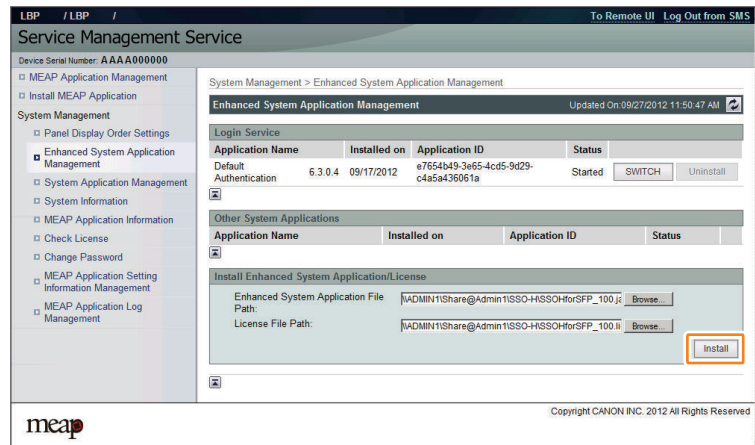 LBP / LBP /
To Remote UI Log Out from SMS
Service Management Service
Device Serial Number: AAAA000000
MEAP Application Management
Install MEAP Application
System Management
Panel Display Order Settings
Enhanced System Application
Management
System Application Management
System Information
MEAP Application Information
Check License
Change Password
MEAP Application Setting
Information Management
MEAP Application Log
Management
System Management > Enhanced System Application Management
Enhanced System Application Management Updated On:09/27/2012 11:50:47 AM
Login Service
Application Name Installed on Application ID Status
Default
Authentication 6.3.0.4 09/17/2012 e7654b49-3e65-4cd5-9d29-
c4a5a436061a Started SWITCH Uninstall
Other System Applications
Application Name Installed on Application ID Status
Install Enhanced System Application/License
Enhanced System Application File
Path: \\ADMIN1\Share@Admin1\SSO-H\SSOHforSFP_100.ja Browse...
License File Path: \\ADMIN1\Share@Admin1\SSO-H\SSOHforSFP_100.li Browse...
Install
Copyright CANON INC. 2012 All Rights Reserved
meap